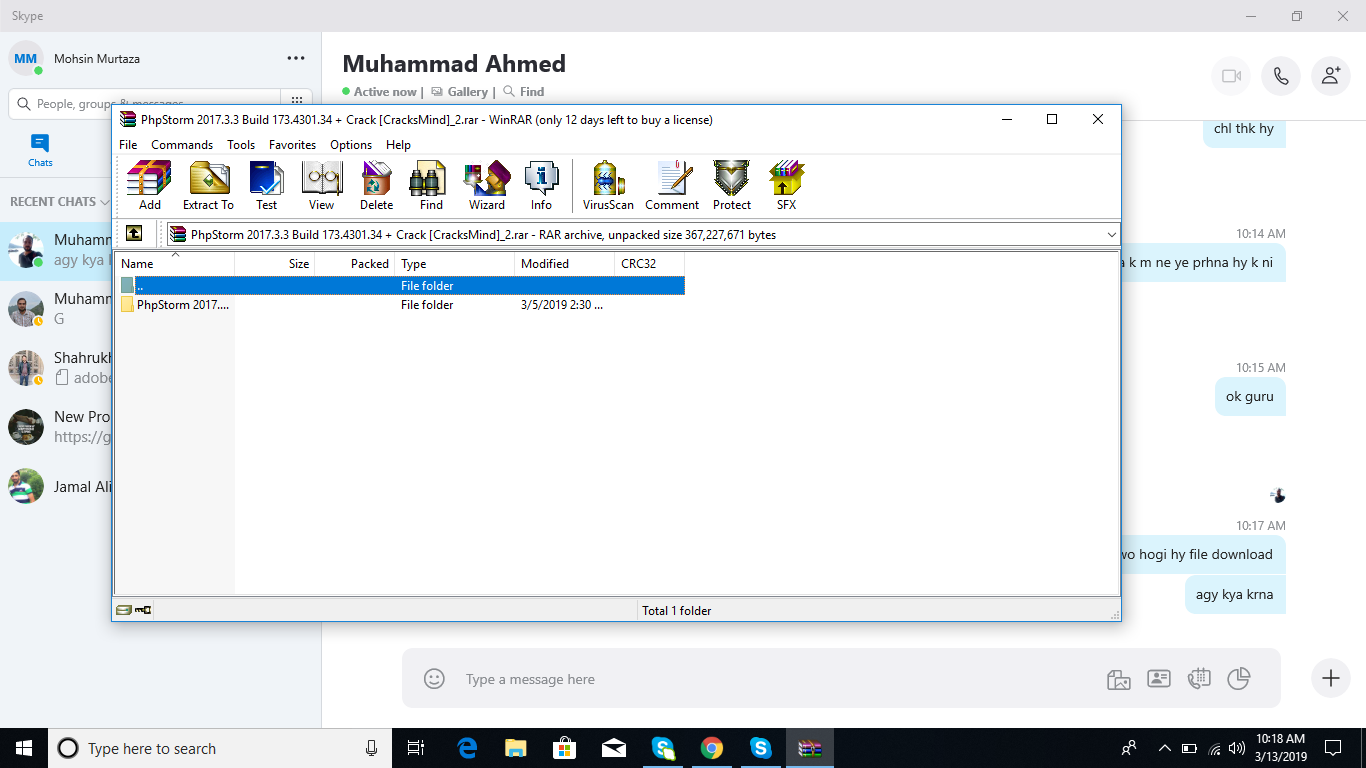 Skype
MM
Mohsin Murtaza
People, groups & messages
Chats
RECENT CHATS
Muhamm
agy kya
Muhamm
G
Shahrukh
adobe
New Pro
https://g
Jamal Ali
Muhammad Ahmed
Active now | Gallery | Find
PhpStorm 2017.3.3 Build 173.4301.34 + Crack [CracksMind]_2.rar - WinRAR (only 12 days left to buy a license)
File Commands Tools Favorites Options Help
Add Extract To Test View Delete Find Wizard Info VirusScan Comment Protect SFX
PhpStorm 2017.3.3 Build 173.4301.34 + Crack [CracksMind]_2.rar - RAR archive, unpacked size 367,227,671 bytes
Name Size Packed Type Modified CRC32
.. File folder
PhpStorm 2017.... File folder 3/5/2019 2:30 ...
Total 1 folder
chl thk hy
10:14 AM
k m ne ye prhna hy k ni
10:15 AM
ok guru
10:17 AM
wo hogi hy file download
agy kya krna
Type a message here
Type here to search
10:18 AM
3/13/2019